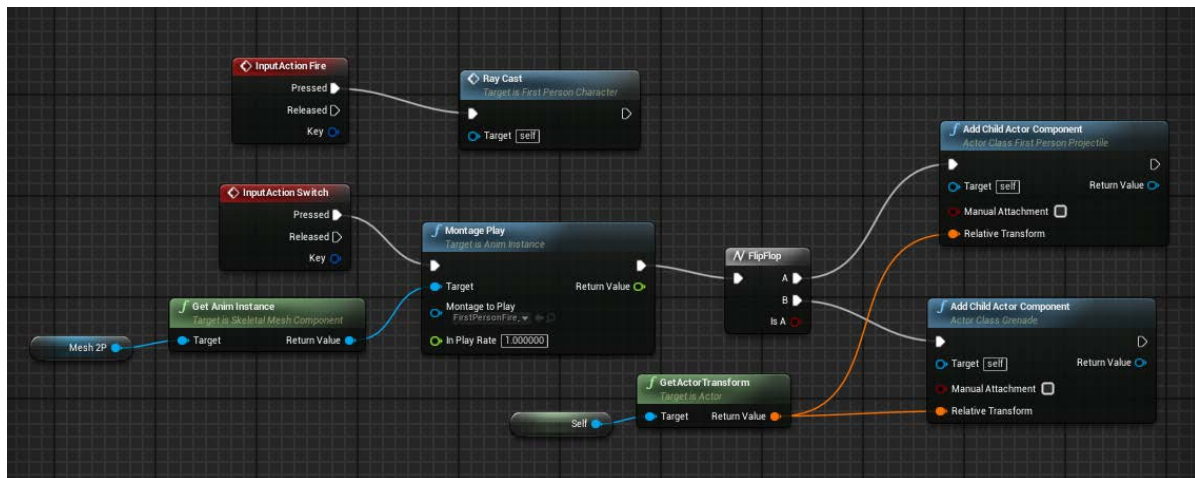 InputAction Fire
Pressed
Released
Key
Ray Cast
Target is First Person Character
Target self
InputAction Switch
Pressed
Released
Key
Montage Play
Target is Anim Instance
Target Return Value
Montage to Play
FirstPersonFire_
In Play Rate 1.000000
Get Anim Instance
Target is Skeletal Mesh Component
Target Return Value
Mesh 2P
FlipFlop
A
B
Is A
GetActorTransform
Target is Actor
Target Return Value
Self
Add Child Actor Component
Actor Class First Person Projectile
Target self Return Value
Manual Attachment
Relative Transform
Add Child Actor Component
Actor Class Grenade
Target self Return Value
Manual Attachment
Relative Transform